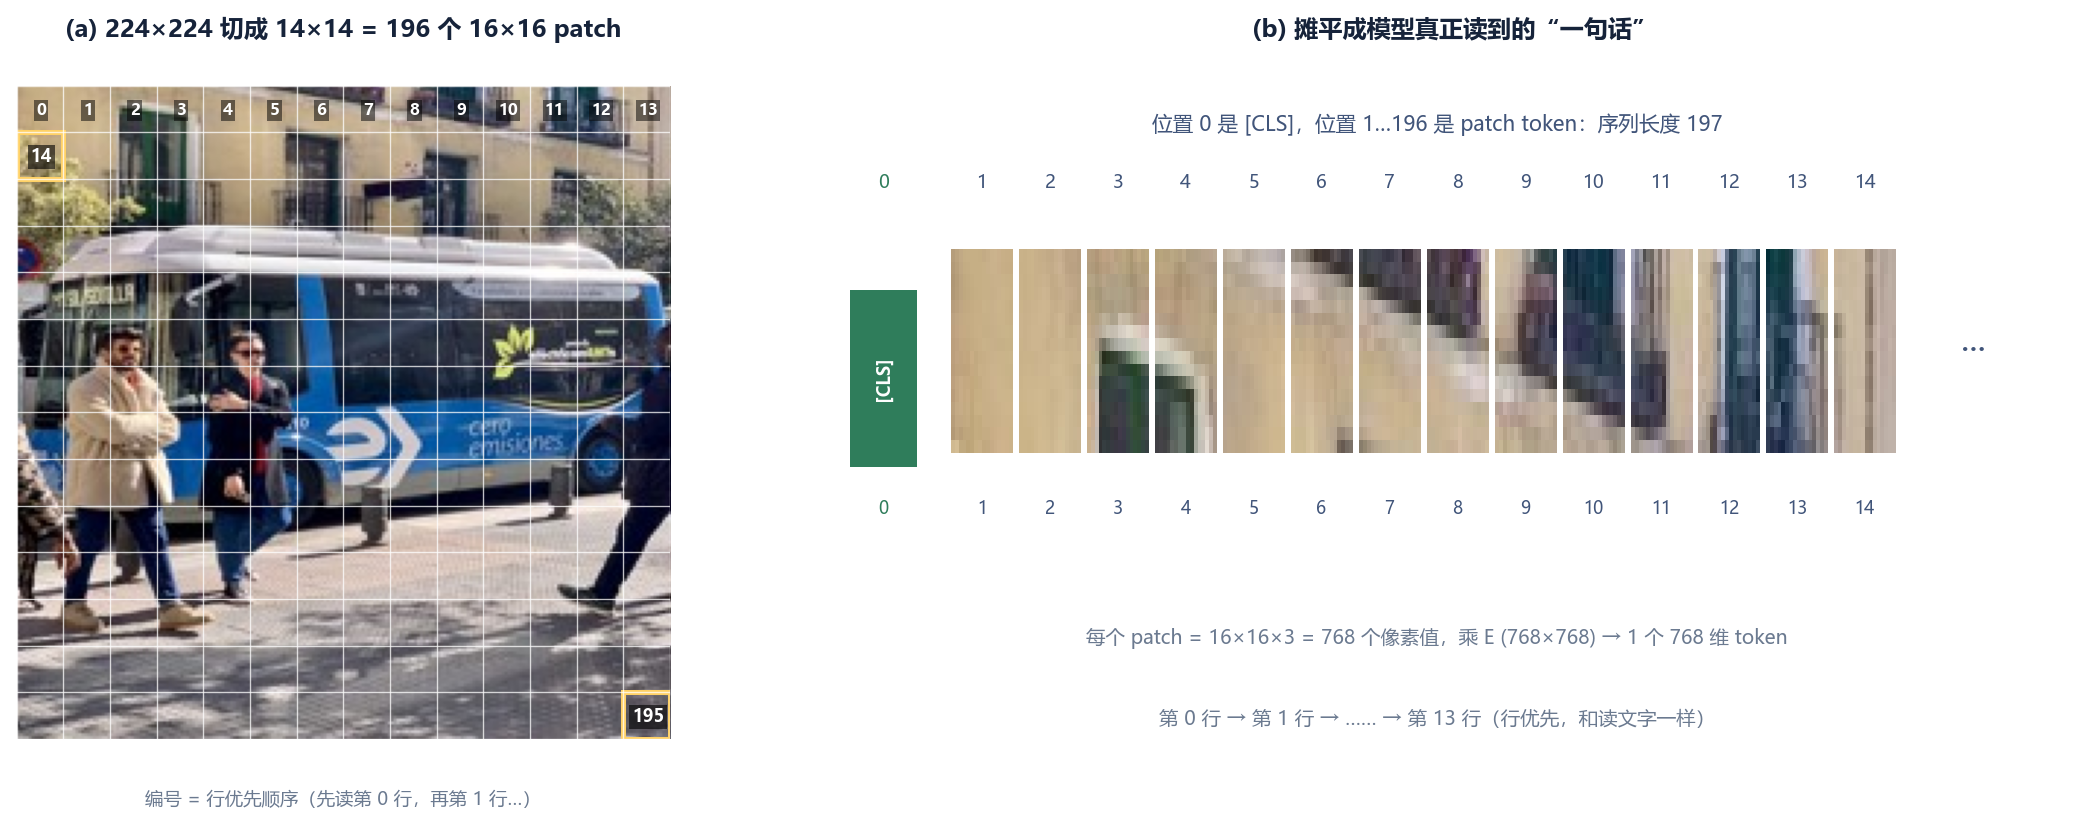 (a) 224×224 切成 14×14 = 196 个 16×16 patch
0 1 2 3 4 5 6 7 8 9 10 11 12 13
14
cero
emisiones
195
编号 = 行优先顺序（先读第 0 行，再第 1 行…）
(b) 摊平成模型真正读到的“一句话”
位置 0 是 [CLS]，位置 1…196 是 patch token：序列长度 197
0 1 2 3 4 5 6 7 8 9 10 11 12 13 14
[CLS]
…
0 1 2 3 4 5 6 7 8 9 10 11 12 13 14
每个 patch = 16×16×3 = 768 个像素值，乘 E (768×768) → 1 个 768 维 token
第 0 行 → 第 1 行 → …… → 第 13 行（行优先，和读文字一样）